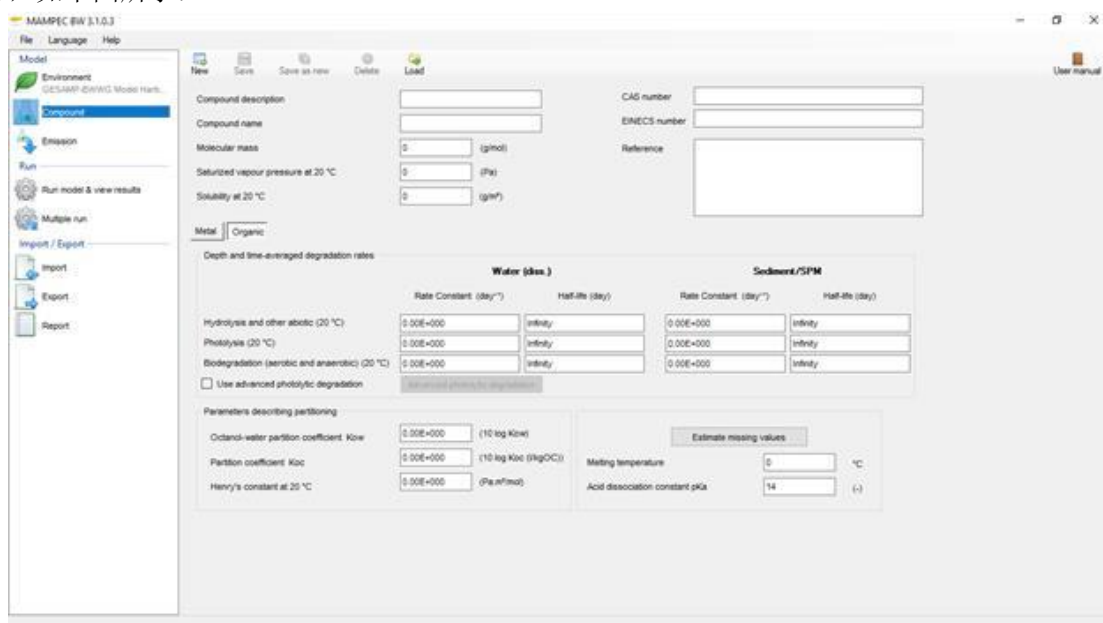 MAMPEC BW 3.1.0.3
File Language Help
Model
Environment
GESAMP-BWWG Model Harb..
Compound
Emission
Run
Run model & view results
Multiple run
Import / Export
Import
Export
Report
New Save Save as new Delete Load User manual
Compound description
Compound name
Molecular mass 0 (g/mol)
Saturized vapour pressure at 20 °C 0 (Pa)
Solubility at 20 °C 0 (g/m³)
CAS number
EINECS number
Reference
Metal Organic
Depth and time-averaged degradation rates
Water (diss.) Sediment/SPM
Rate Constant (day⁻¹) Half-life (day) Rate Constant (day⁻¹) Half-life (day)
Hydrolysis and other abiotic (20 °C) 0.00E+000 Infinity 0.00E+000 Infinity
Photolysis (20 °C) 0.00E+000 Infinity 0.00E+000 Infinity
Biodegradation (aerobic and anaerobic) (20 °C) 0.00E+000 Infinity 0.00E+000 Infinity
Use advanced photolytic degradation Advanced photolytic degradation
Parameters describing partitioning
Octanol-water partition coefficient Kow 0.00E+000 (10 log Kow)
Partition coefficient Koc 0.00E+000 (10 log Koc (l/kgOC))
Henry's constant at 20 °C 0.00E+000 (Pa.m³/mol)
Estimate missing values
Melting temperature 0 °C
Acid dissociation constant pKa 14 (-)